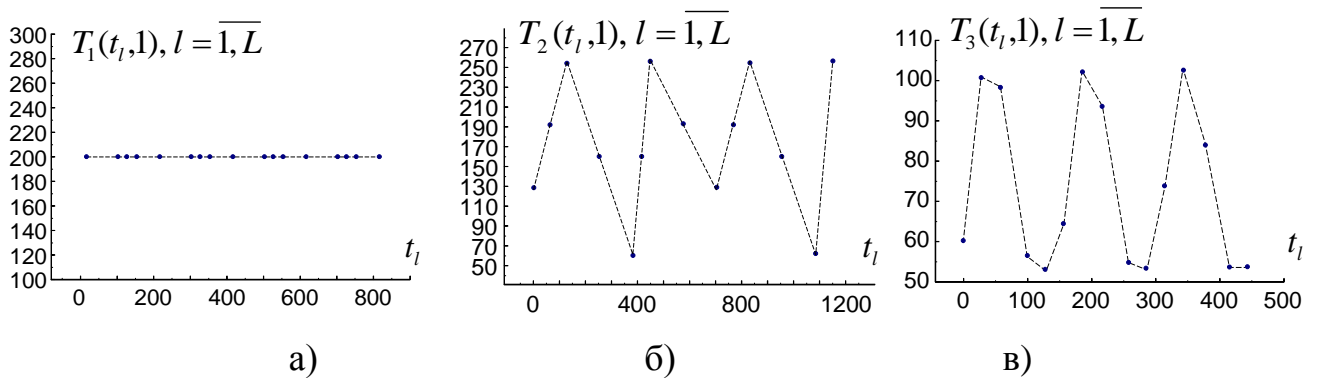 T₁(t_l,1), l = \overline{1, L}
300
280
260
240
220
200
180
160
140
120
100
0 200 400 600 800
t_l
а)
T₂(t_l,1), l = \overline{1, L}
270
250
230
210
190
170
150
130
110
90
70
50
0 400 800 1200
t_l
б)
T₃(t_l,1), l = \overline{1, L}
110
100
90
80
70
60
50
0 100 200 300 400 500
t_l
в)